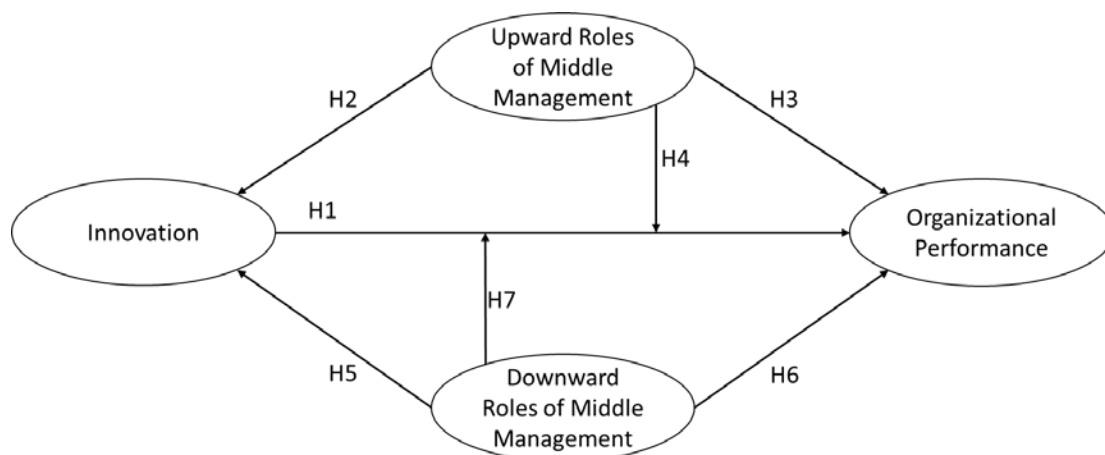 Upward Roles
of Middle
Management
H2
H3
H4
H1
Innovation
Organizational
Performance
H7
H5
H6
Downward
Roles of Middle
Management